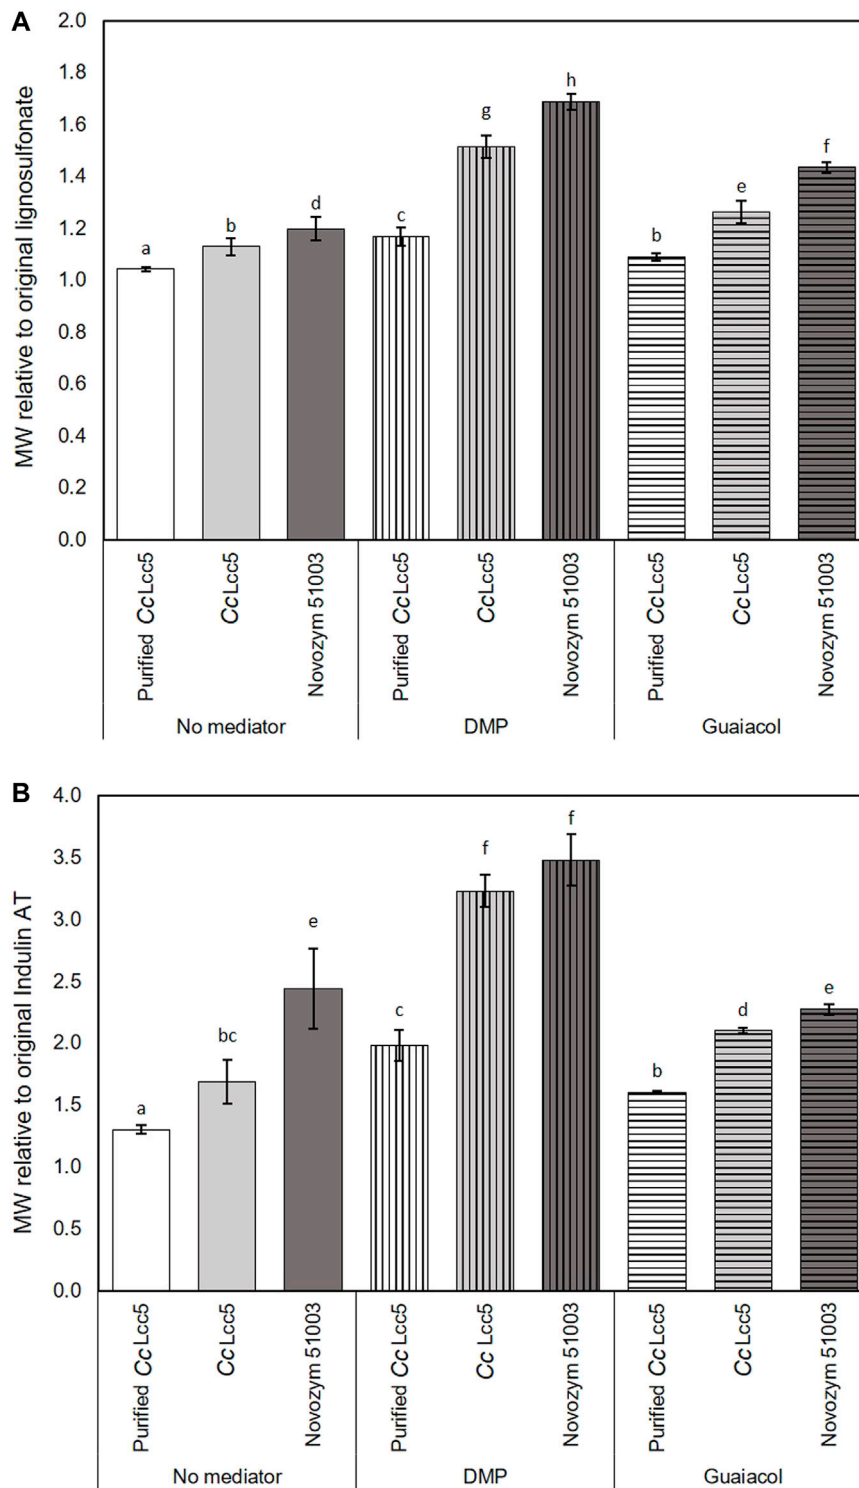 A
MW relative to original lignosulfonate
2.0
1.8
1.6
1.4
1.2
1.0
0.8
0.6
0.4
0.2
0.0
a
b
d
c
g
h
b
e
f
Purified CcLcc5
CcLcc5
Novozym 51003
Purified CcLcc5
CcLcc5
Novozym 51003
Purified CcLcc5
CcLcc5
Novozym 51003
No mediator
DMP
Guaiacol
B
MW relative to original Indulin AT
4.0
3.5
3.0
2.5
2.0
1.5
1.0
0.5
0.0
a
bc
e
c
f
f
b
d
e
Purified Cc Lcc5
Cc Lcc5
Novozym 51003
Purified Cc Lcc5
Cc Lcc5
Novozym 51003
Purified Cc Lcc5
Cc Lcc5
Novozym 51003
No mediator
DMP
Guaiacol